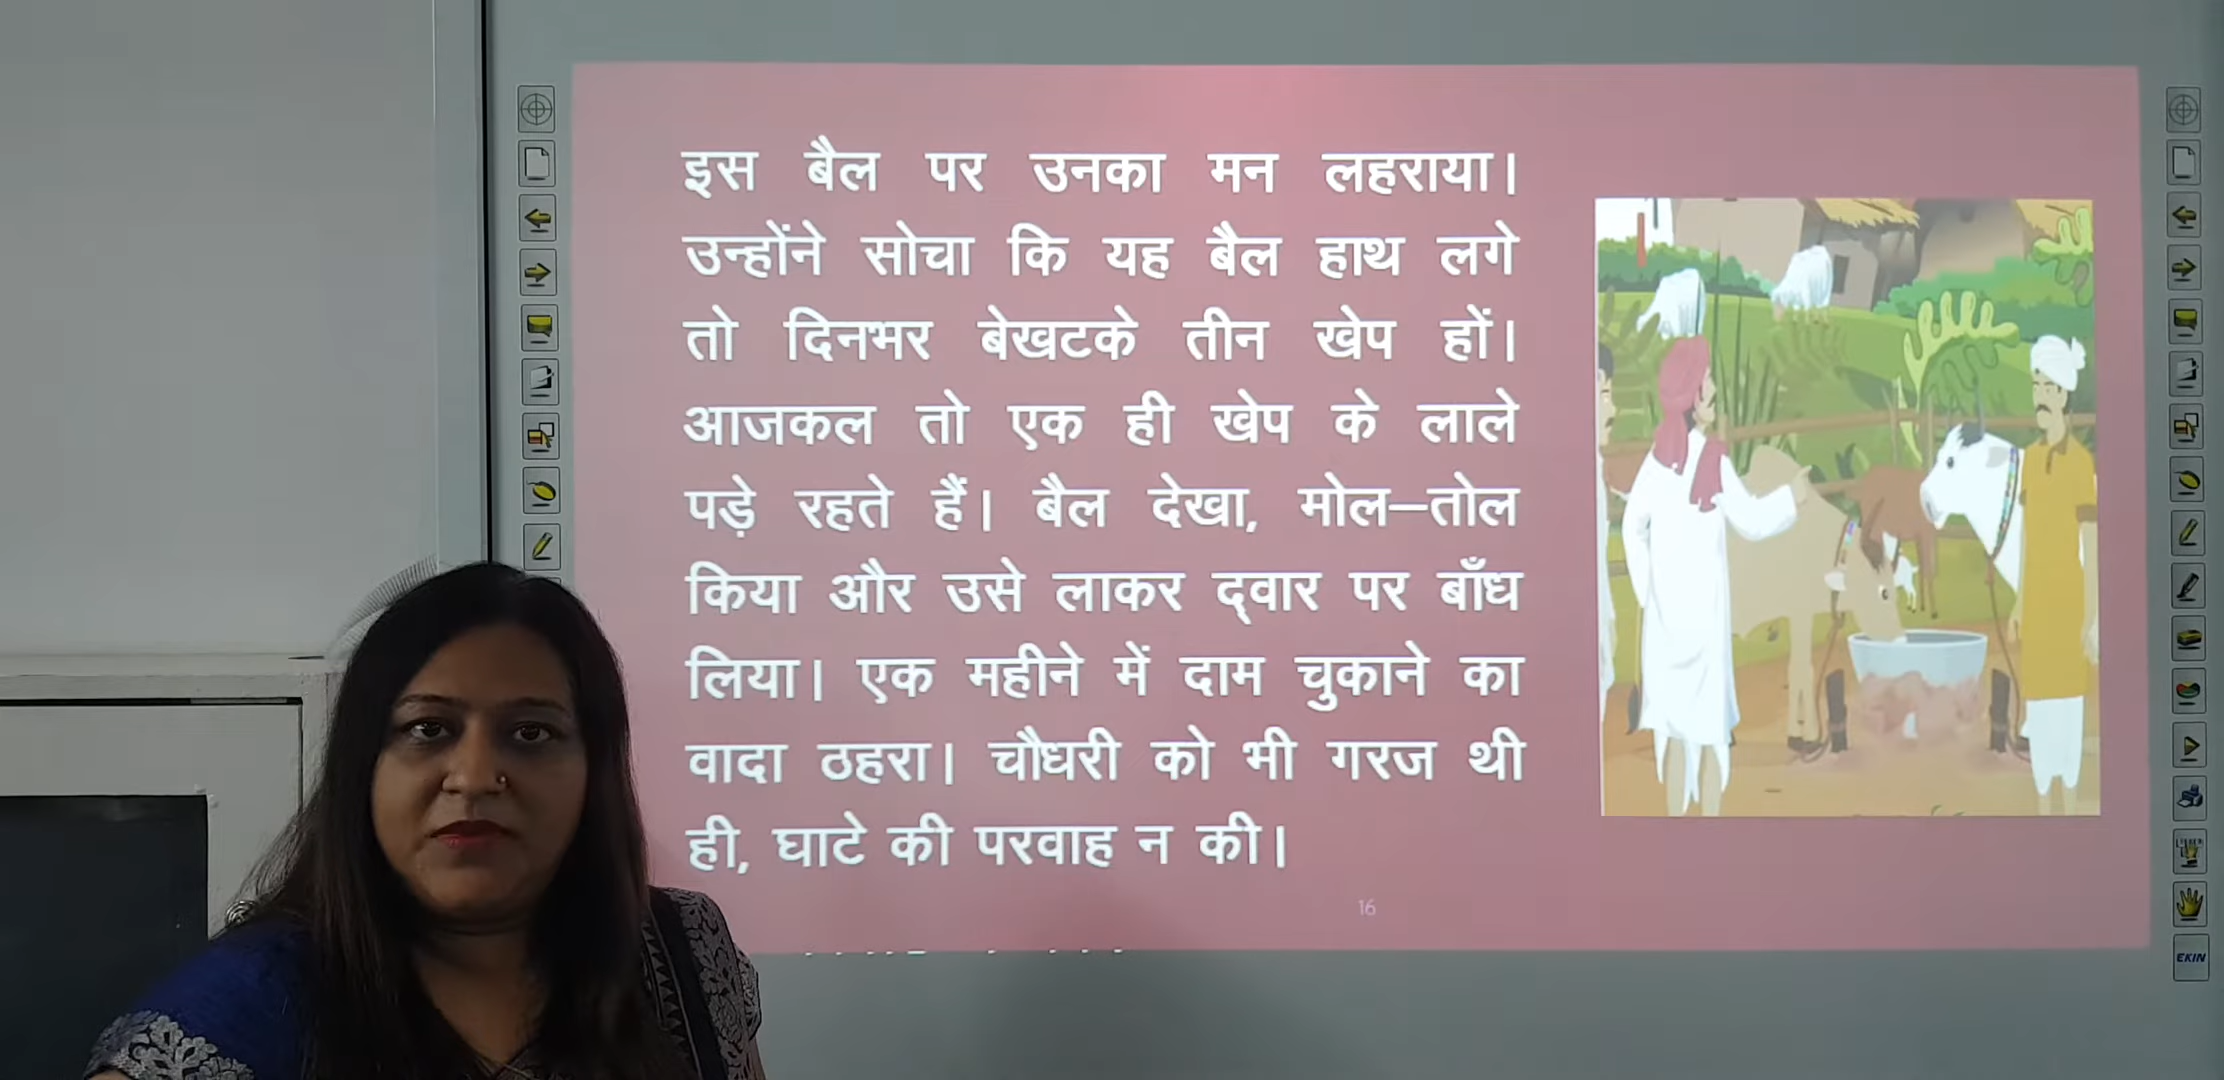 इस बैल पर उनका मन लहराया।
उन्होंने सोचा कि यह बैल हाथ लगे
तो दिनभर बेखटके तीन खेप हों।
आजकल तो एक ही खेप के लाले
पड़े रहते हैं। बैल देखा, मोल–तोल
किया और उसे लाकर द्वार पर बाँध
लिया। एक महीने में दाम चुकाने का
वादा ठहरा। चौधरी को भी गरज थी
ही, घाटे की परवाह न की।
16
EKIN